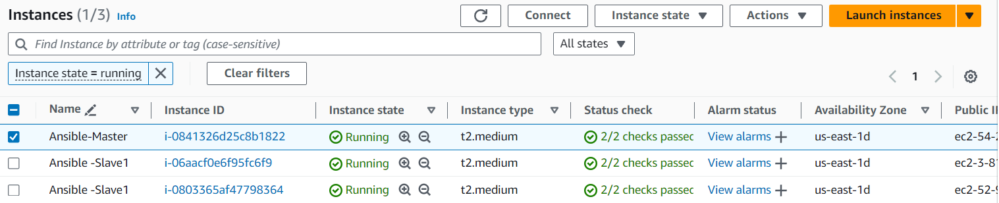 Instances (1/3) Info Connect Instance state Actions Launch instances
Find Instance by attribute or tag (case-sensitive) All states
Instance state = running Clear filters 1
Name Instance ID Instance state Instance type Status check Alarm status Availability Zone Public
Ansible-Master i-0841326d25c8b1822 Running t2.medium 2/2 checks passec View alarms us-east-1d ec2-54-
Ansible -Slave1 i-06aacf0e6f95fc6f9 Running t2.medium 2/2 checks passec View alarms us-east-1d ec2-3-8
Ansible -Slave1 i-0803365af47798364 Running t2.medium 2/2 checks passec View alarms us-east-1d ec2-52-